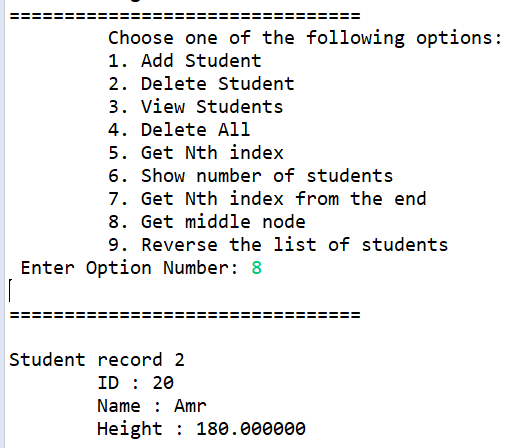 ================================
Choose one of the following options:
1. Add Student
2. Delete Student
3. View Students
4. Delete All
5. Get Nth index
6. Show number of students
7. Get Nth index from the end
8. Get middle node
9. Reverse the list of students
Enter Option Number: 8
================================
Student record 2
ID : 20
Name : Amr
Height : 180.000000